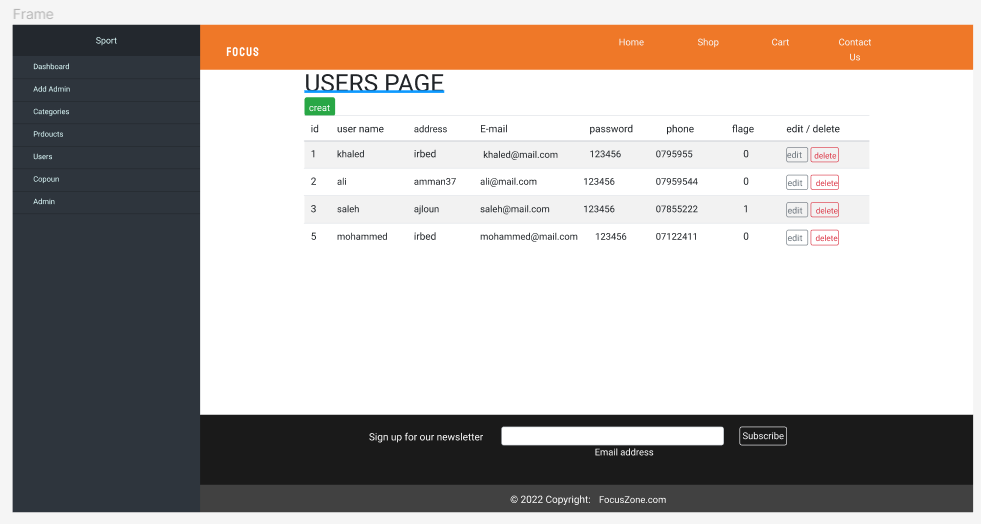 Frame
Sport
Dashboard
Add Admin
Categories
Prdoucts
Users
Copoun
Admin
FOCUS
Home Shop Cart Contact
Us
USERS PAGE
creat
id user name address E-mail password phone flage edit / delete
1 khaled irbed khaled@mail.com 123456 0795955 0 edit delete
2 ali amman37 ali@mail.com 123456 07959544 0 edit delete
3 saleh ajloun saleh@mail.com 123456 07855222 1 edit delete
5 mohammed irbed mohammed@mail.com 123456 07122411 0 edit delete
Sign up for our newsletter Subscribe
Email address
© 2022 Copyright: FocusZone.com